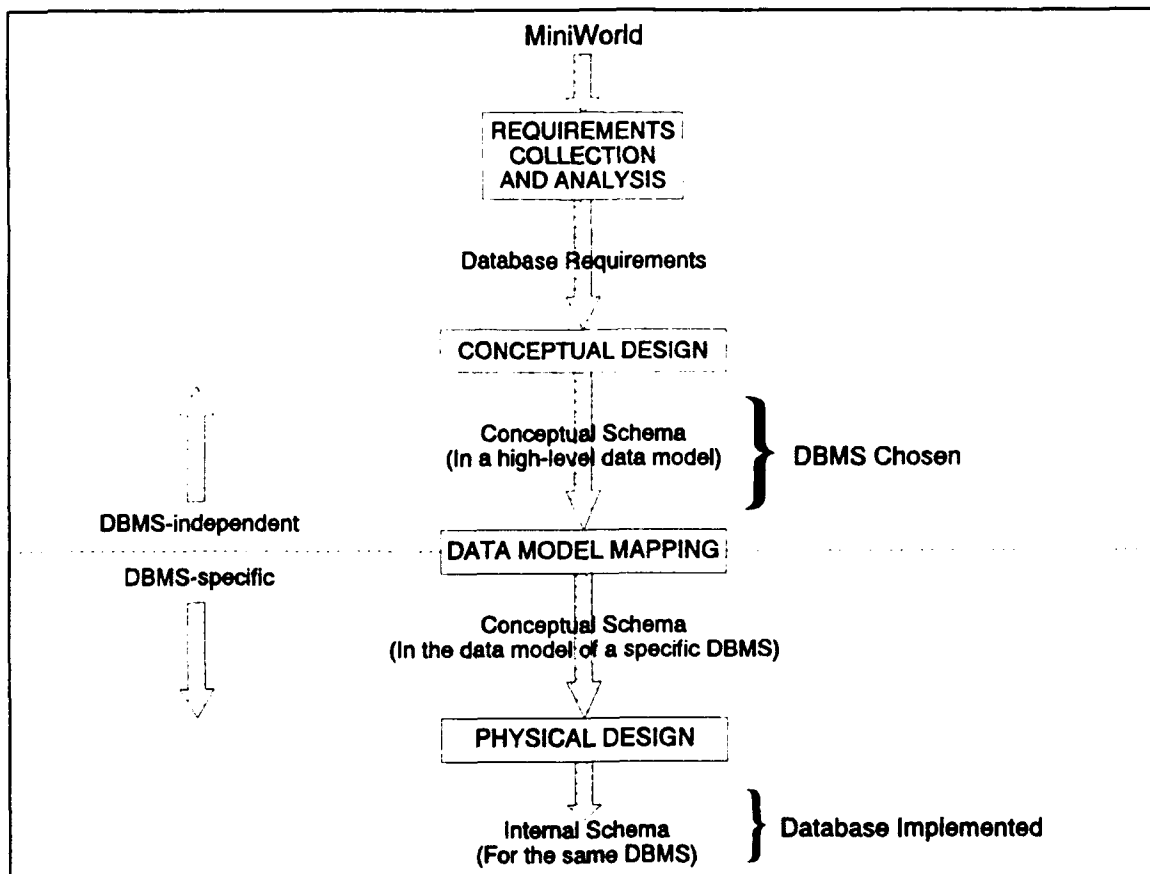 MiniWorld
REQUIREMENTS
COLLECTION
AND ANALYSIS
Database Requirements
CONCEPTUAL DESIGN
Conceptual Schema
(In a high-level data model)
DBMS Chosen
DBMS-independent
DATA MODEL MAPPING
DBMS-specific
Conceptual Schema
(In the data model of a specific DBMS)
PHYSICAL DESIGN
Internal Schema
(For the same DBMS)
Database Implemented